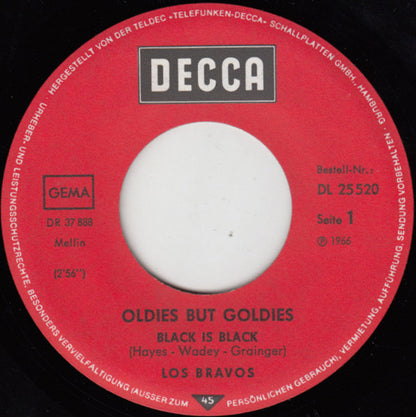 HERGESTELLT VON DER TELDEC »TELEFUNKEN-DECCA« SCHALLPLATTEN GMBH., HAMBURG · SENDUNG VORBEHALTEN
URHEBER- UND LEISTUNGSSCHUTZRECHTE, BESONDERS VERVIELFÄLTIGUNG (AUSSER ZUM PERSÖNLICHEN GEBRAUCH), VERMIETUNG, AUFFÜHRUNG,
DECCA
GEMA
DR 37 888
Mellin
(2'56")
Bestell-Nr.:
DL 25 520
Seite 1
℗ 1966
OLDIES BUT GOLDIES
BLACK IS BLACK
(Hayes - Wadey - Grainger)
LOS BRAVOS
45